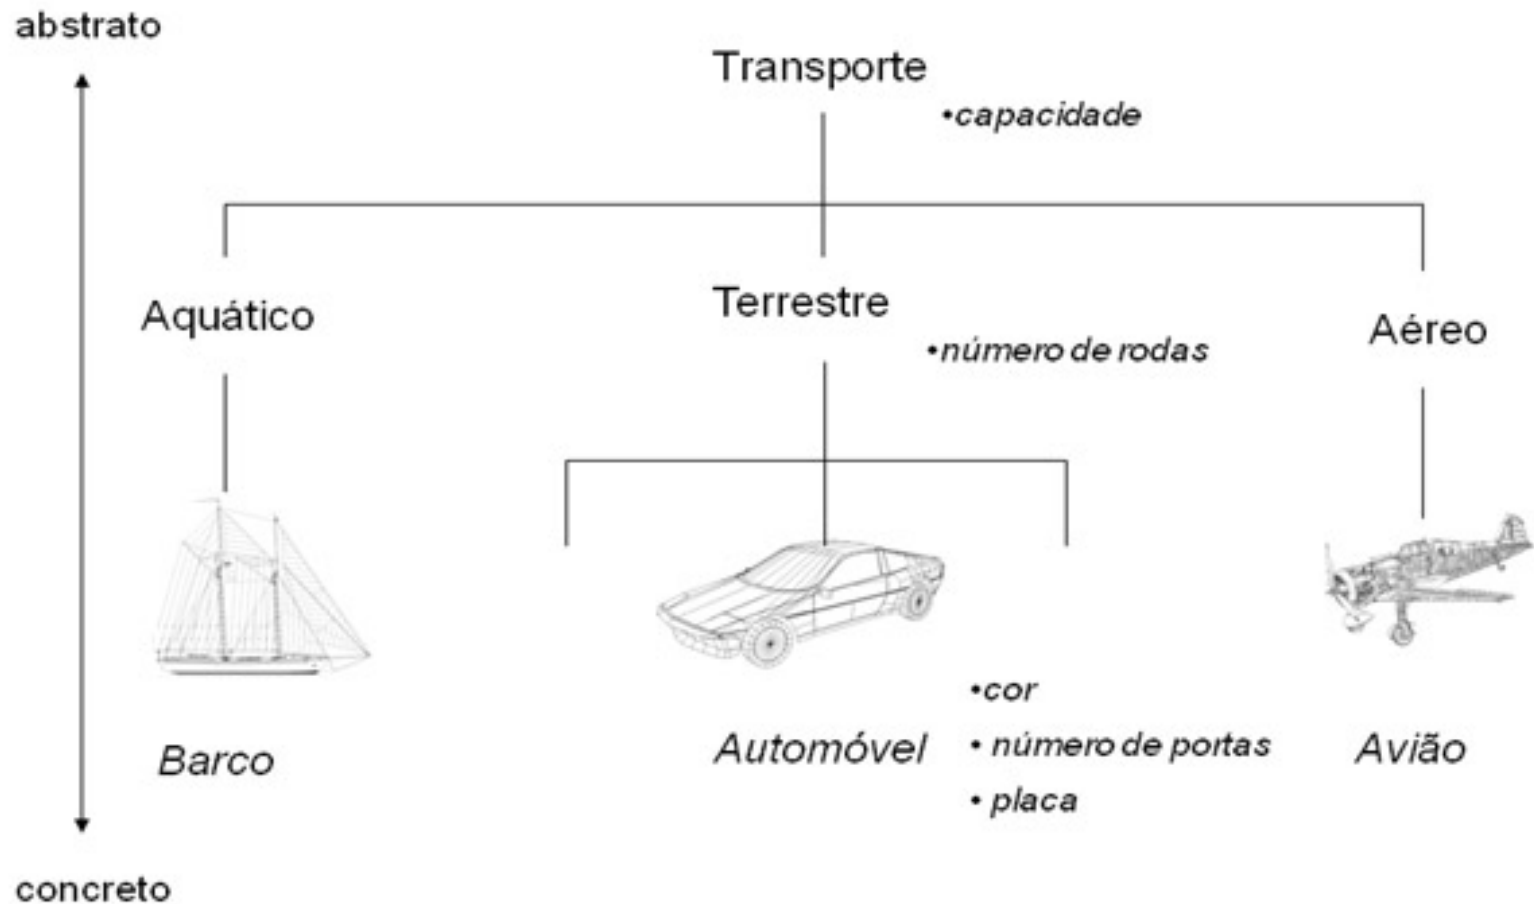 abstrato
Transporte
•capacidade
Aquático
Terrestre
Aéreo
•número de rodas
•cor
Barco
Automóvel
• número de portas
Avião
• placa
concreto